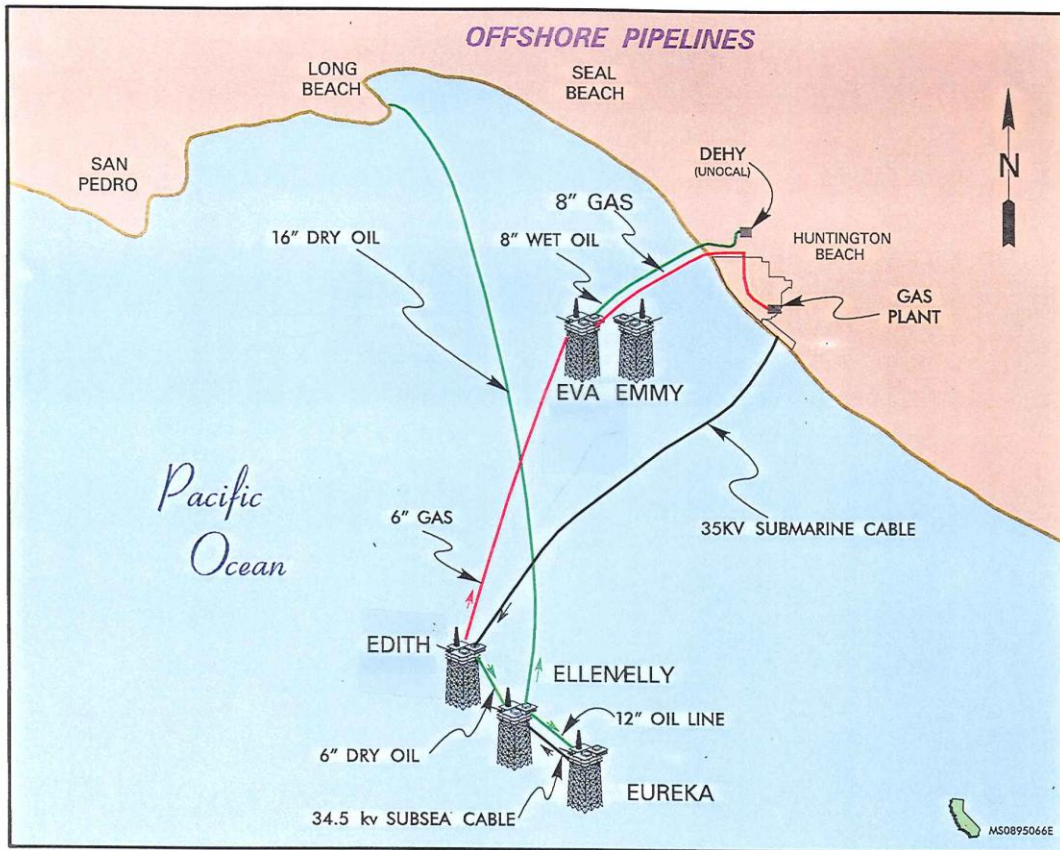 OFFSHORE PIPELINES
LONG
BEACH
SEAL
BEACH
SAN
PEDRO
DEHY
(UNOCAL)
N
8" GAS
16" DRY OIL
8" WET OIL
HUNTINGTON
BEACH
GAS
PLANT
EVA EMMY
Pacific
Ocean
6" GAS
35KV SUBMARINE CABLE
EDITH
ELLEN/ELLY
12" OIL LINE
6" DRY OIL
EUREKA
34.5 kv SUBSEA CABLE
MS0895066E